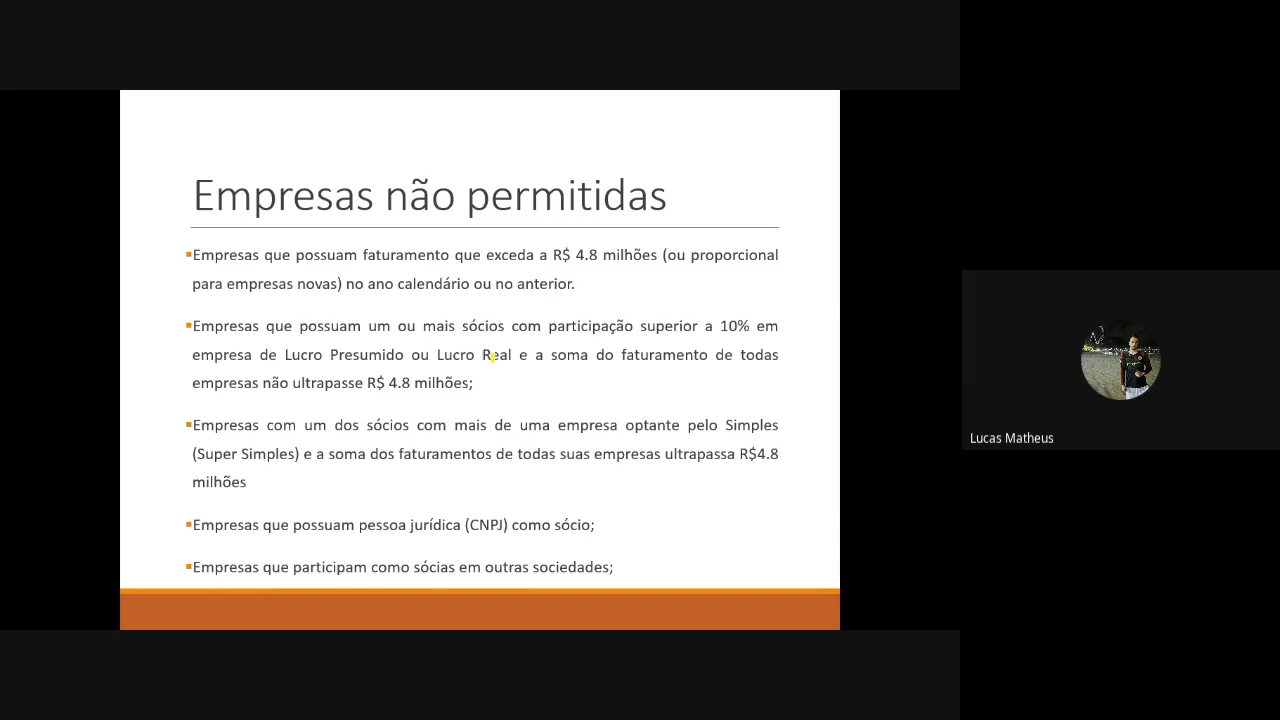 Empresas não permitidas
▪Empresas que possuam faturamento que exceda a R$ 4.8 milhões (ou proporcional
para empresas novas) no ano calendário ou no anterior.
▪Empresas que possuam um ou mais sócios com participação superior a 10% em
empresa de Lucro Presumido ou Lucro Real e a soma do faturamento de todas
empresas não ultrapasse R$ 4.8 milhões;
▪Empresas com um dos sócios com mais de uma empresa optante pelo Simples
(Super Simples) e a soma dos faturamentos de todas suas empresas ultrapassa R$4.8
milhões
▪Empresas que possuam pessoa jurídica (CNPJ) como sócio;
▪Empresas que participam como sócias em outras sociedades;
Lucas Matheus